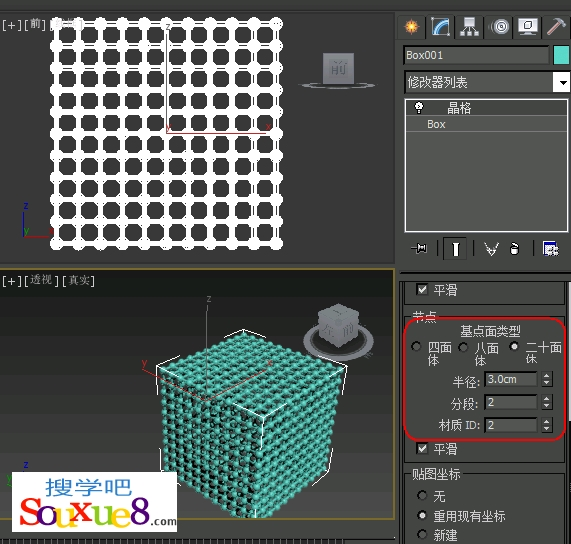 [+][前][
z
前
x
y
z
x
y
[+][透视][真实]
z
y
x
z
y
搜学吧
Souxue8.com
Box001
修改器列表
晶格
Box
平滑
节点
基点面类型
四面体
八面体
二十面体
半径: 3.0cm
分段: 2
材质 ID: 2
平滑
贴图坐标
无
重用现有坐标
新建